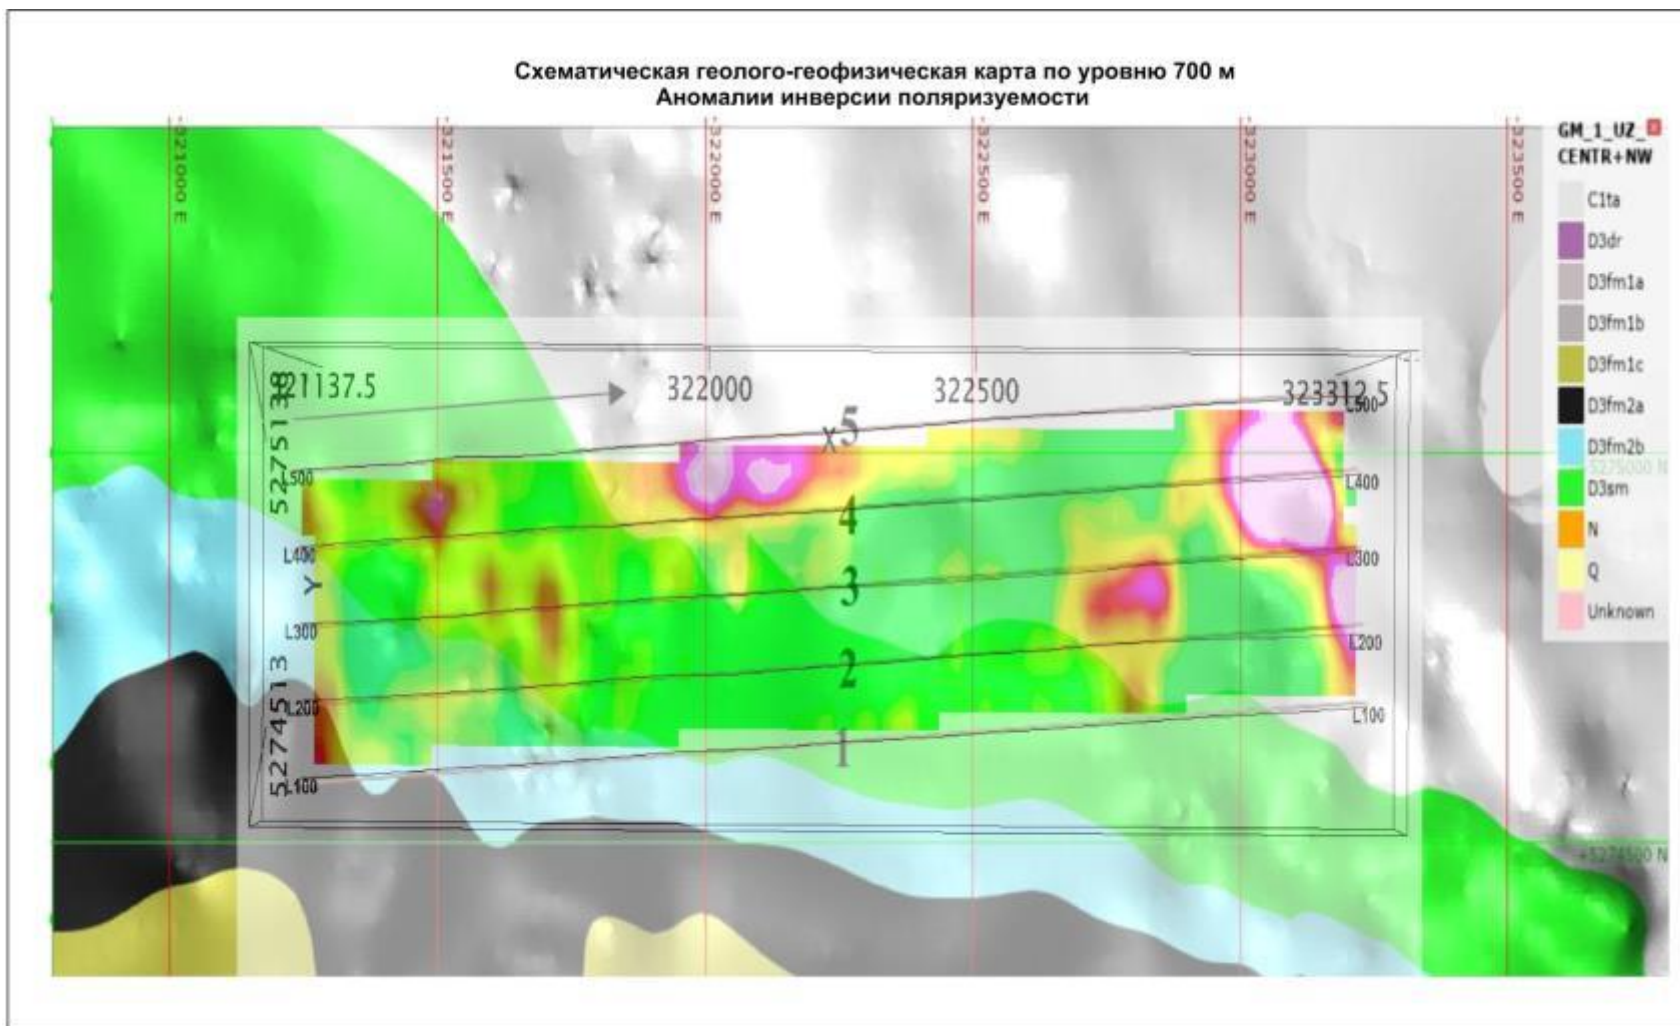 Схематическая геолого-геофизическая карта по уровню 700 м
Аномалии инверсии поляризуемости
321000 E
321500 E
322000 E
322500 E
323000 E
323500 E
GM_1_UZ_
CENTR+NW
C1ta
D3dr
D3fm1a
D3fm1b
D3fm1c
D3fm2a
D3fm2b
D3sm
N
Q
Unknown
321137.5
322000
322500
323312.5
5275138
5274513
X
Y
5
4
3
2
1
L500
L400
L300
L200
L100
L500
L400
L300
L200
L100
5275000 N
+5274500 N